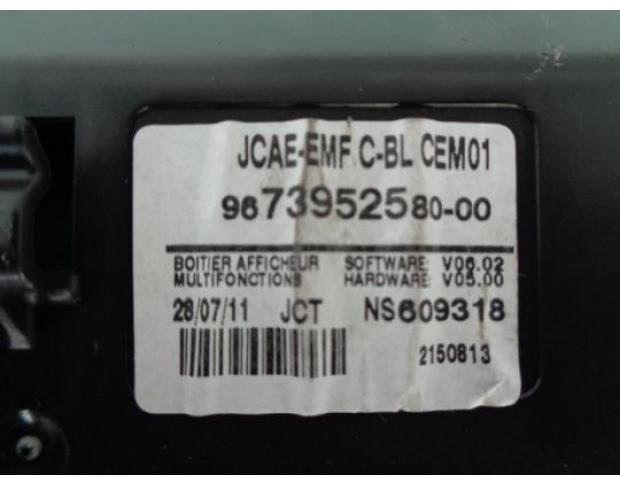 JCAE-EMF C-BL CEM01
9673952580-00
BOITIER AFFICHEUR SOFTWARE: V06.02
MULTIFONCTIONS HARDWARE: V05.00
28/07/11 JCT NS609318
2150813